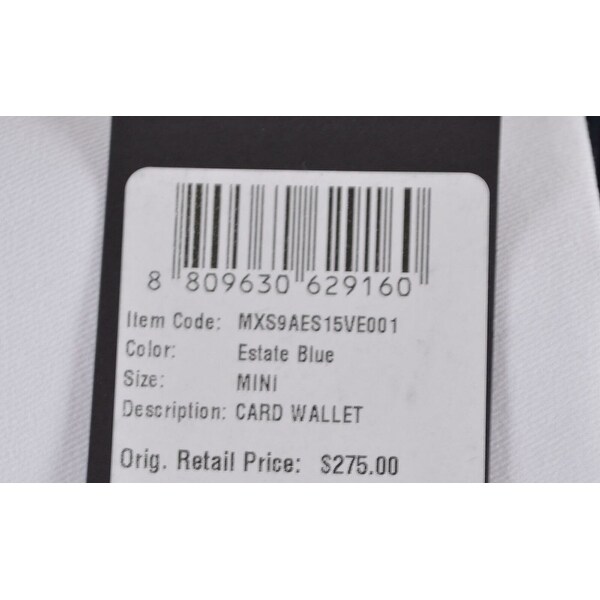 8 809630 629160
Item Code: MXS9AES15VE001
Color: Estate Blue
Size: MINI
Description: CARD WALLET
Orig. Retail Price: $275.00